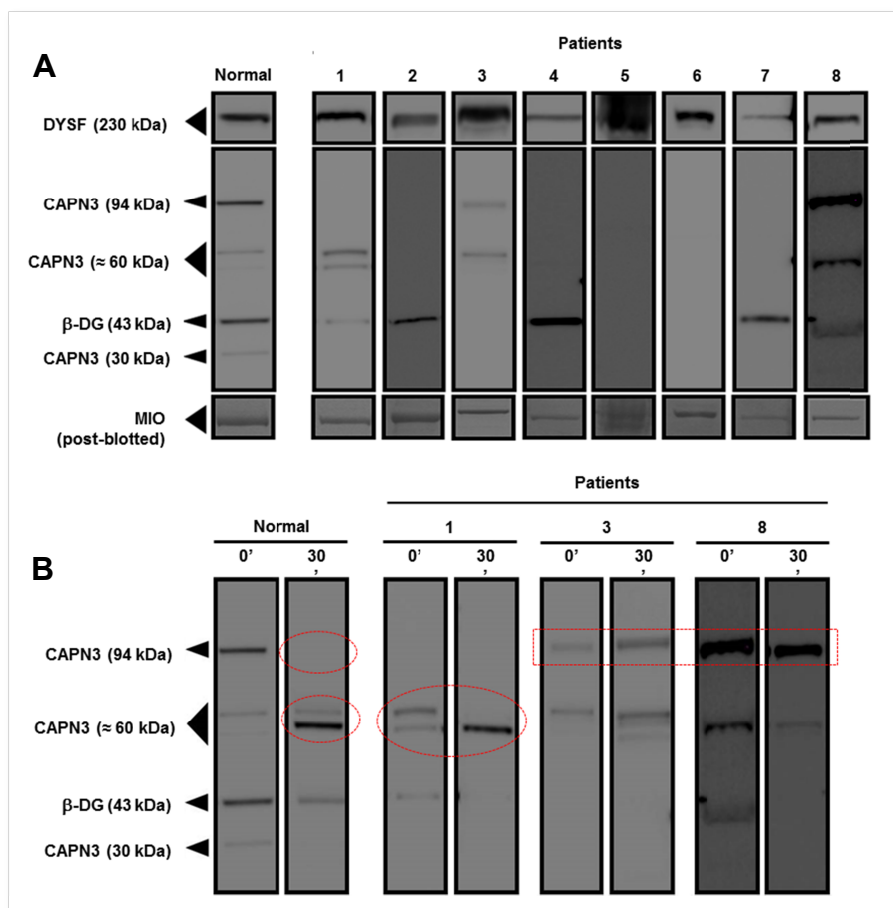 A
Patients
Normal 1 2 3 4 5 6 7 8
DYSF (230 kDa)
CAPN3 (94 kDa)
CAPN3 (≈ 60 kDa)
β-DG (43 kDa)
CAPN3 (30 kDa)
MIO
(post-blotted)
Patients
Normal 1 3 8
B
0’ 30 0’ 30 0’ 30 0’ 30
’ ’ ’ ’
CAPN3 (94 kDa)
CAPN3 (≈ 60 kDa)
β-DG (43 kDa)
CAPN3 (30 kDa)